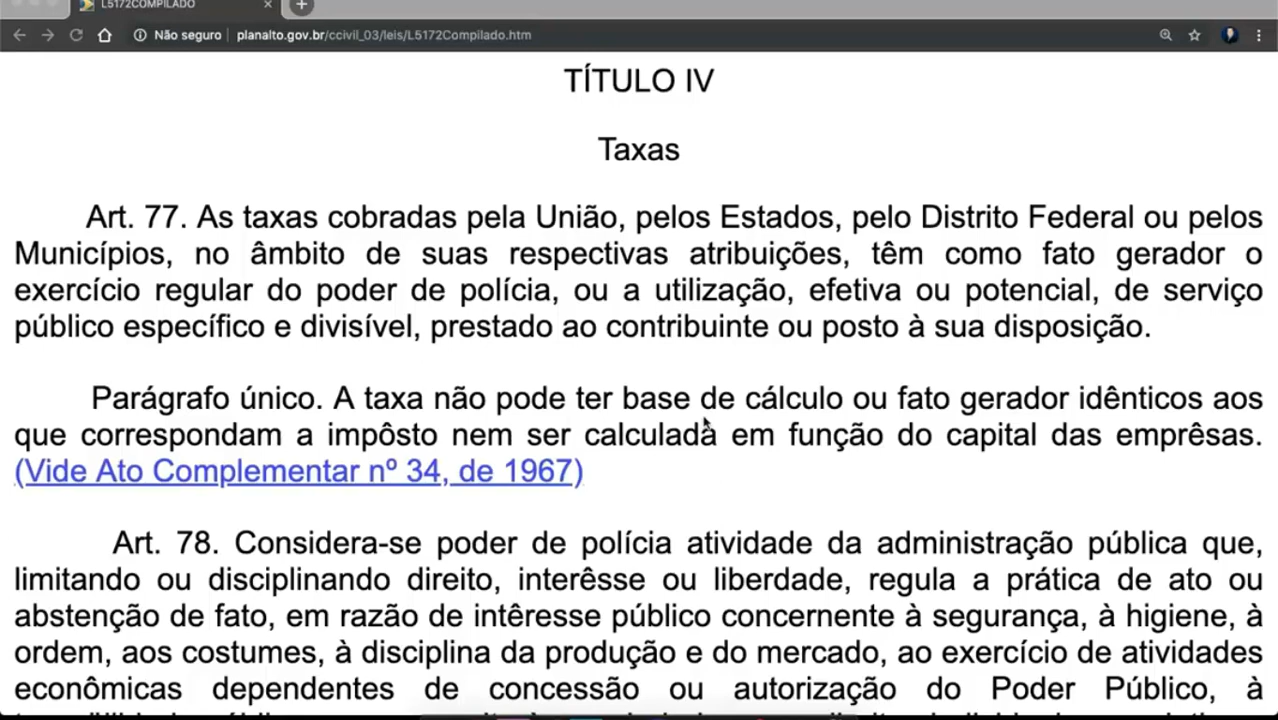 L5172COMPILADO
Não seguro planalto.gov.br/ccivil_03/leis/L5172Compilado.htm
TÍTULO IV
Taxas
Art. 77. As taxas cobradas pela União, pelos Estados, pelo Distrito Federal ou pelos
Municípios, no âmbito de suas respectivas atribuições, têm como fato gerador o
exercício regular do poder de polícia, ou a utilização, efetiva ou potencial, de serviço
público específico e divisível, prestado ao contribuinte ou posto à sua disposição.
Parágrafo único. A taxa não pode ter base de cálculo ou fato gerador idênticos aos
que correspondam a impôsto nem ser calculada em função do capital das emprêsas.
(Vide Ato Complementar nº 34, de 1967)
Art. 78. Considera-se poder de polícia atividade da administração pública que,
limitando ou disciplinando direito, interêsse ou liberdade, regula a prática de ato ou
abstenção de fato, em razão de intêresse público concernente à segurança, à higiene, à
ordem, aos costumes, à disciplina da produção e do mercado, ao exercício de atividades
econômicas dependentes de concessão ou autorização do Poder Público, à